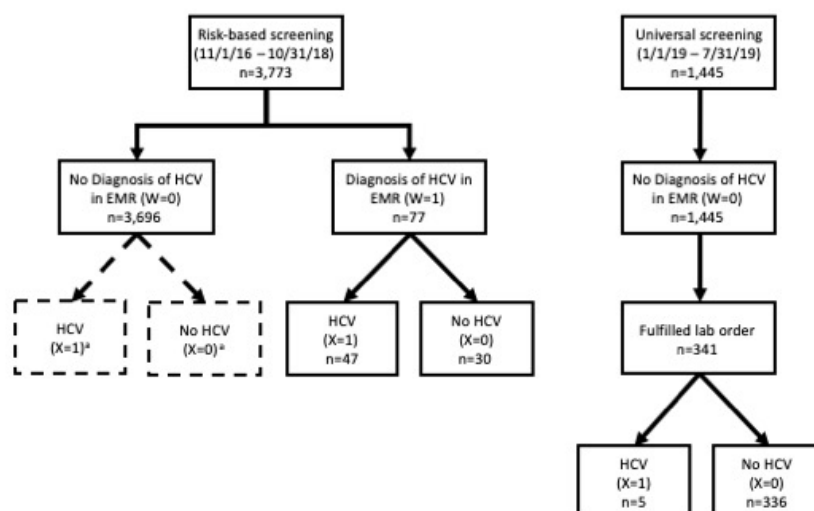 Risk-based screening
(11/1/16 – 10/31/18)
n=3,773
Universal screening
(1/1/19 – 7/31/19)
n=1,445
No Diagnosis of HCV
in EMR (W=0)
n=3,696
Diagnosis of HCV in
EMR (W=1)
n=77
No Diagnosis of HCV
in EMR (W=0)
n=1,445
HCV
(X=1)ᵃ
No HCV
(X=0)ᵃ
HCV
(X=1)
n=47
No HCV
(X=0)
n=30
Fulfilled lab order
n=341
HCV
(X=1)
n=5
No HCV
(X=0)
n=336